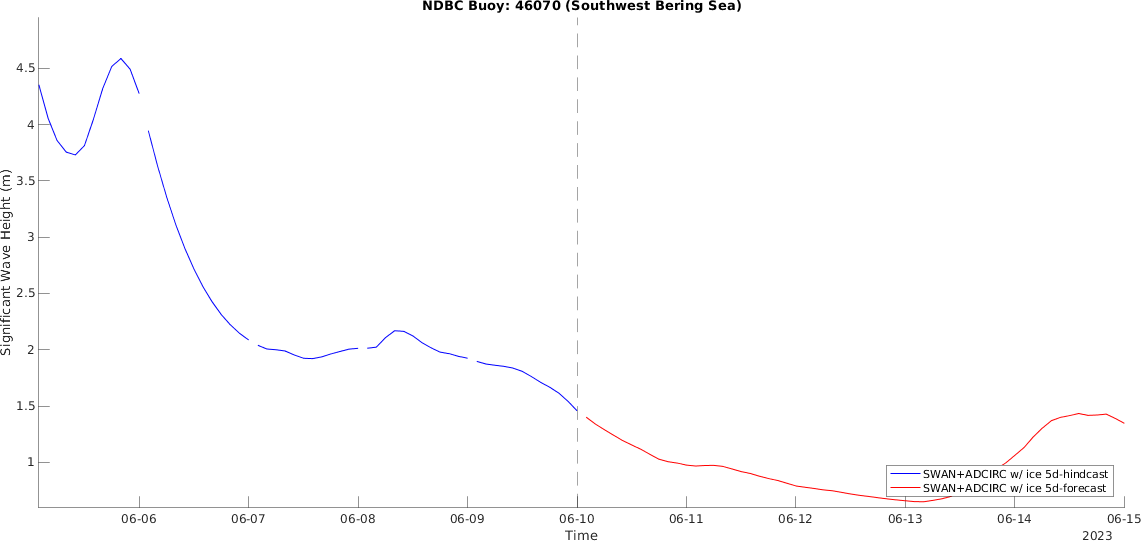 NDBC Buoy: 46070 (Southwest Bering Sea)
Significant Wave Height (m)
4.5
4
3.5
3
2.5
2
1.5
1
SWAN+ADCIRC w/ ice 5d-hindcast
SWAN+ADCIRC w/ ice 5d-forecast
06-06 06-07 06-08 06-09 06-10 06-11 06-12 06-13 06-14 06-15
Time
2023